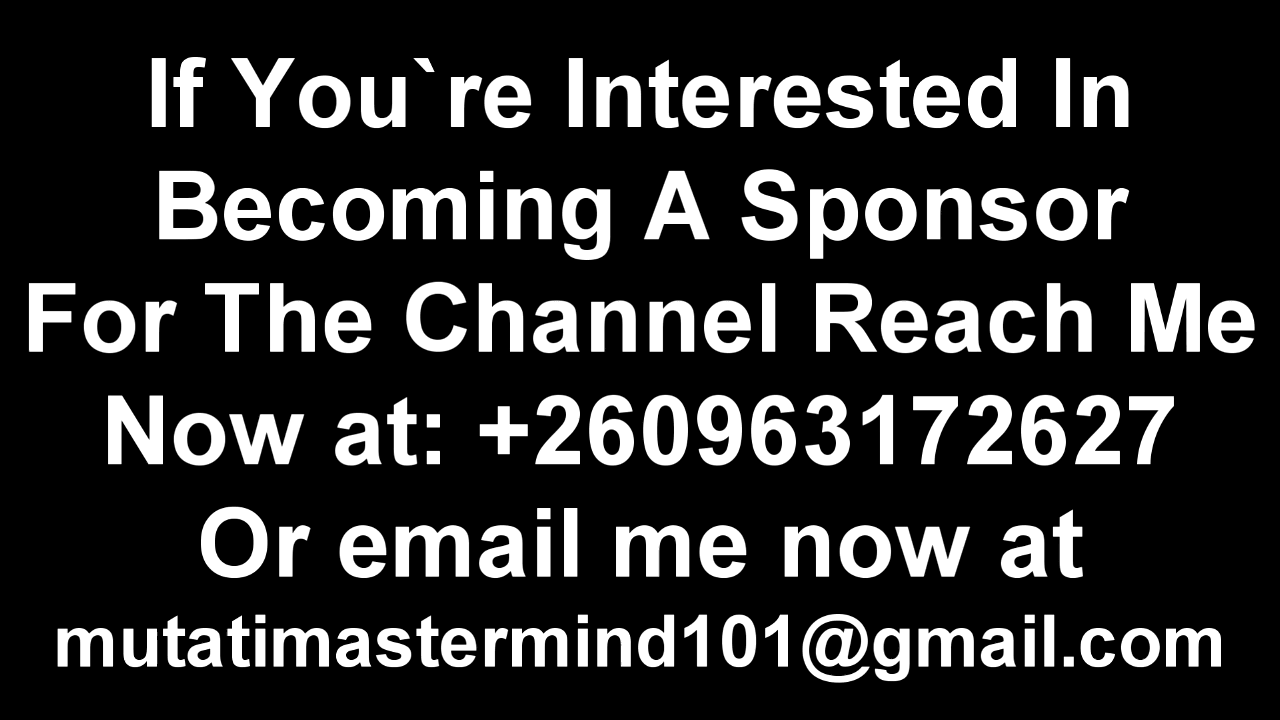 If You`re Interested In
Becoming A Sponsor
For The Channel Reach Me
Now at: +260963172627
Or email me now at
mutatimastermind101@gmail.com